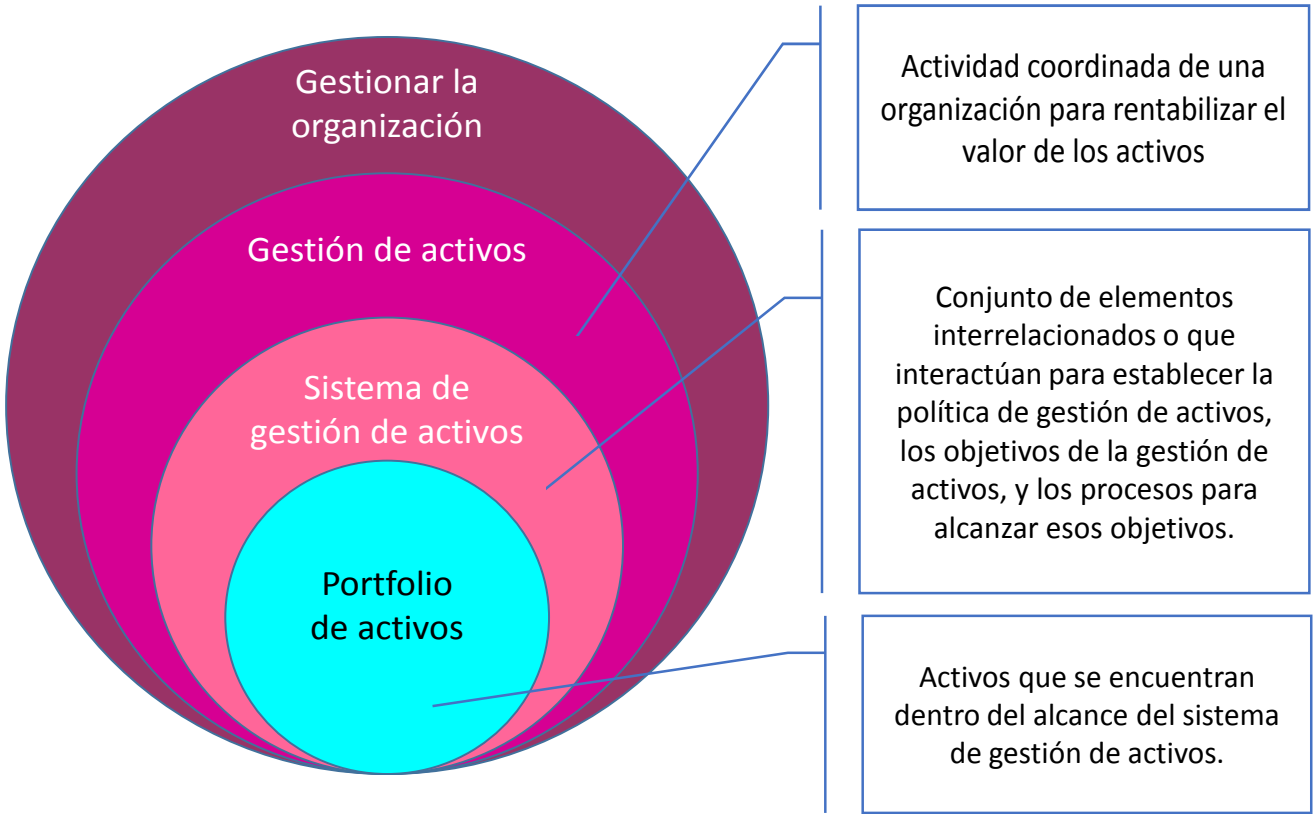 Gestionar la
organización
Gestión de activos
Sistema de
gestión de activos
Portfolio
de activos
Actividad coordinada de una
organización para rentabilizar el
valor de los activos
Conjunto de elementos
interrelacionados o que
interactúan para establecer la
política de gestión de activos,
los objetivos de la gestión de
activos, y los procesos para
alcanzar esos objetivos.
Activos que se encuentran
dentro del alcance del sistema
de gestión de activos.